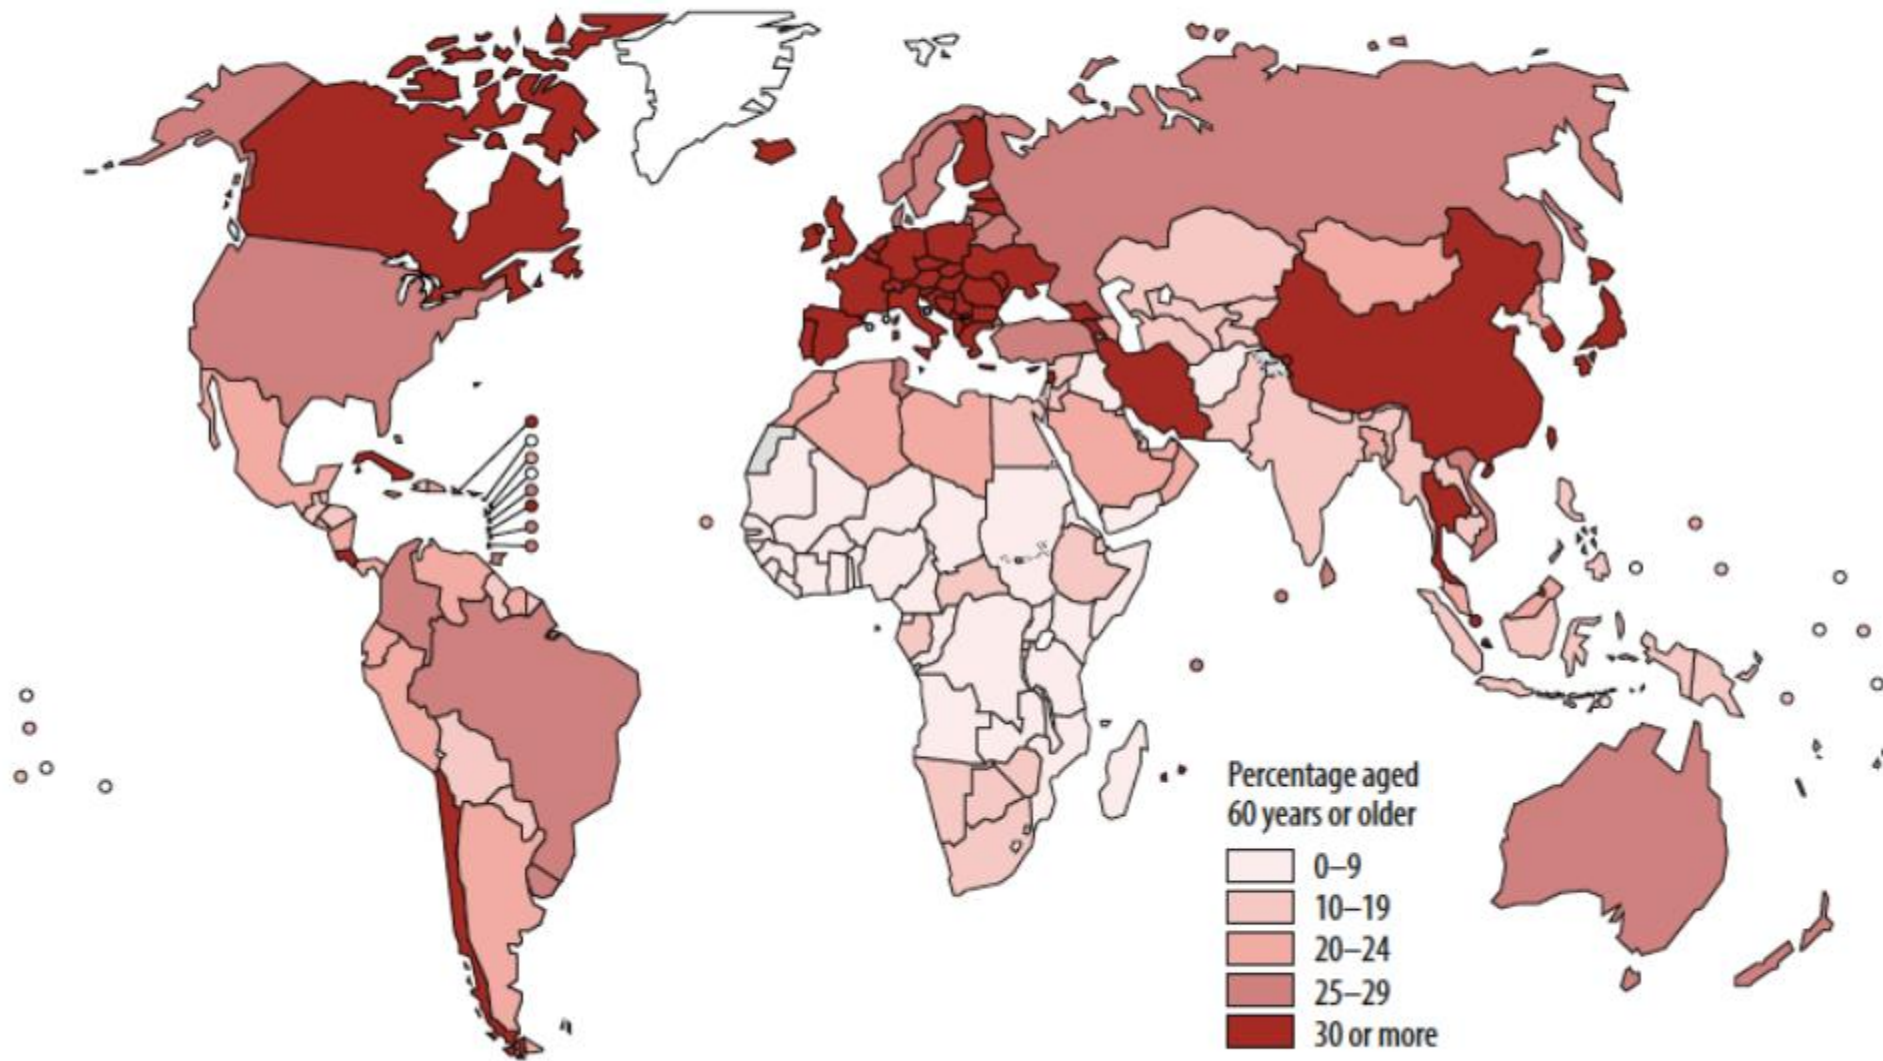 Percentage aged
60 years or older
0–9
10–19
20–24
25–29
30 or more